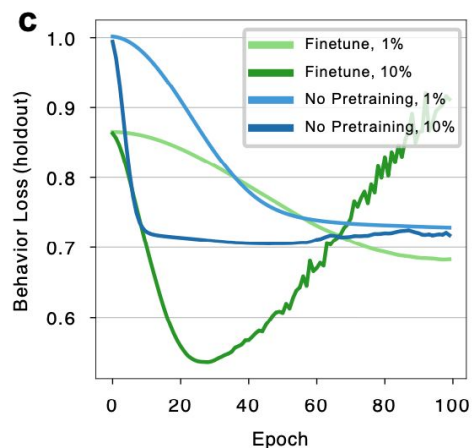 c
1.0
0.9
0.8
0.7
0.6
Behavior Loss (holdout)
Finetune, 1%
Finetune, 10%
No Pretraining, 1%
No Pretraining, 10%
0 20 40 60 80 100
Epoch